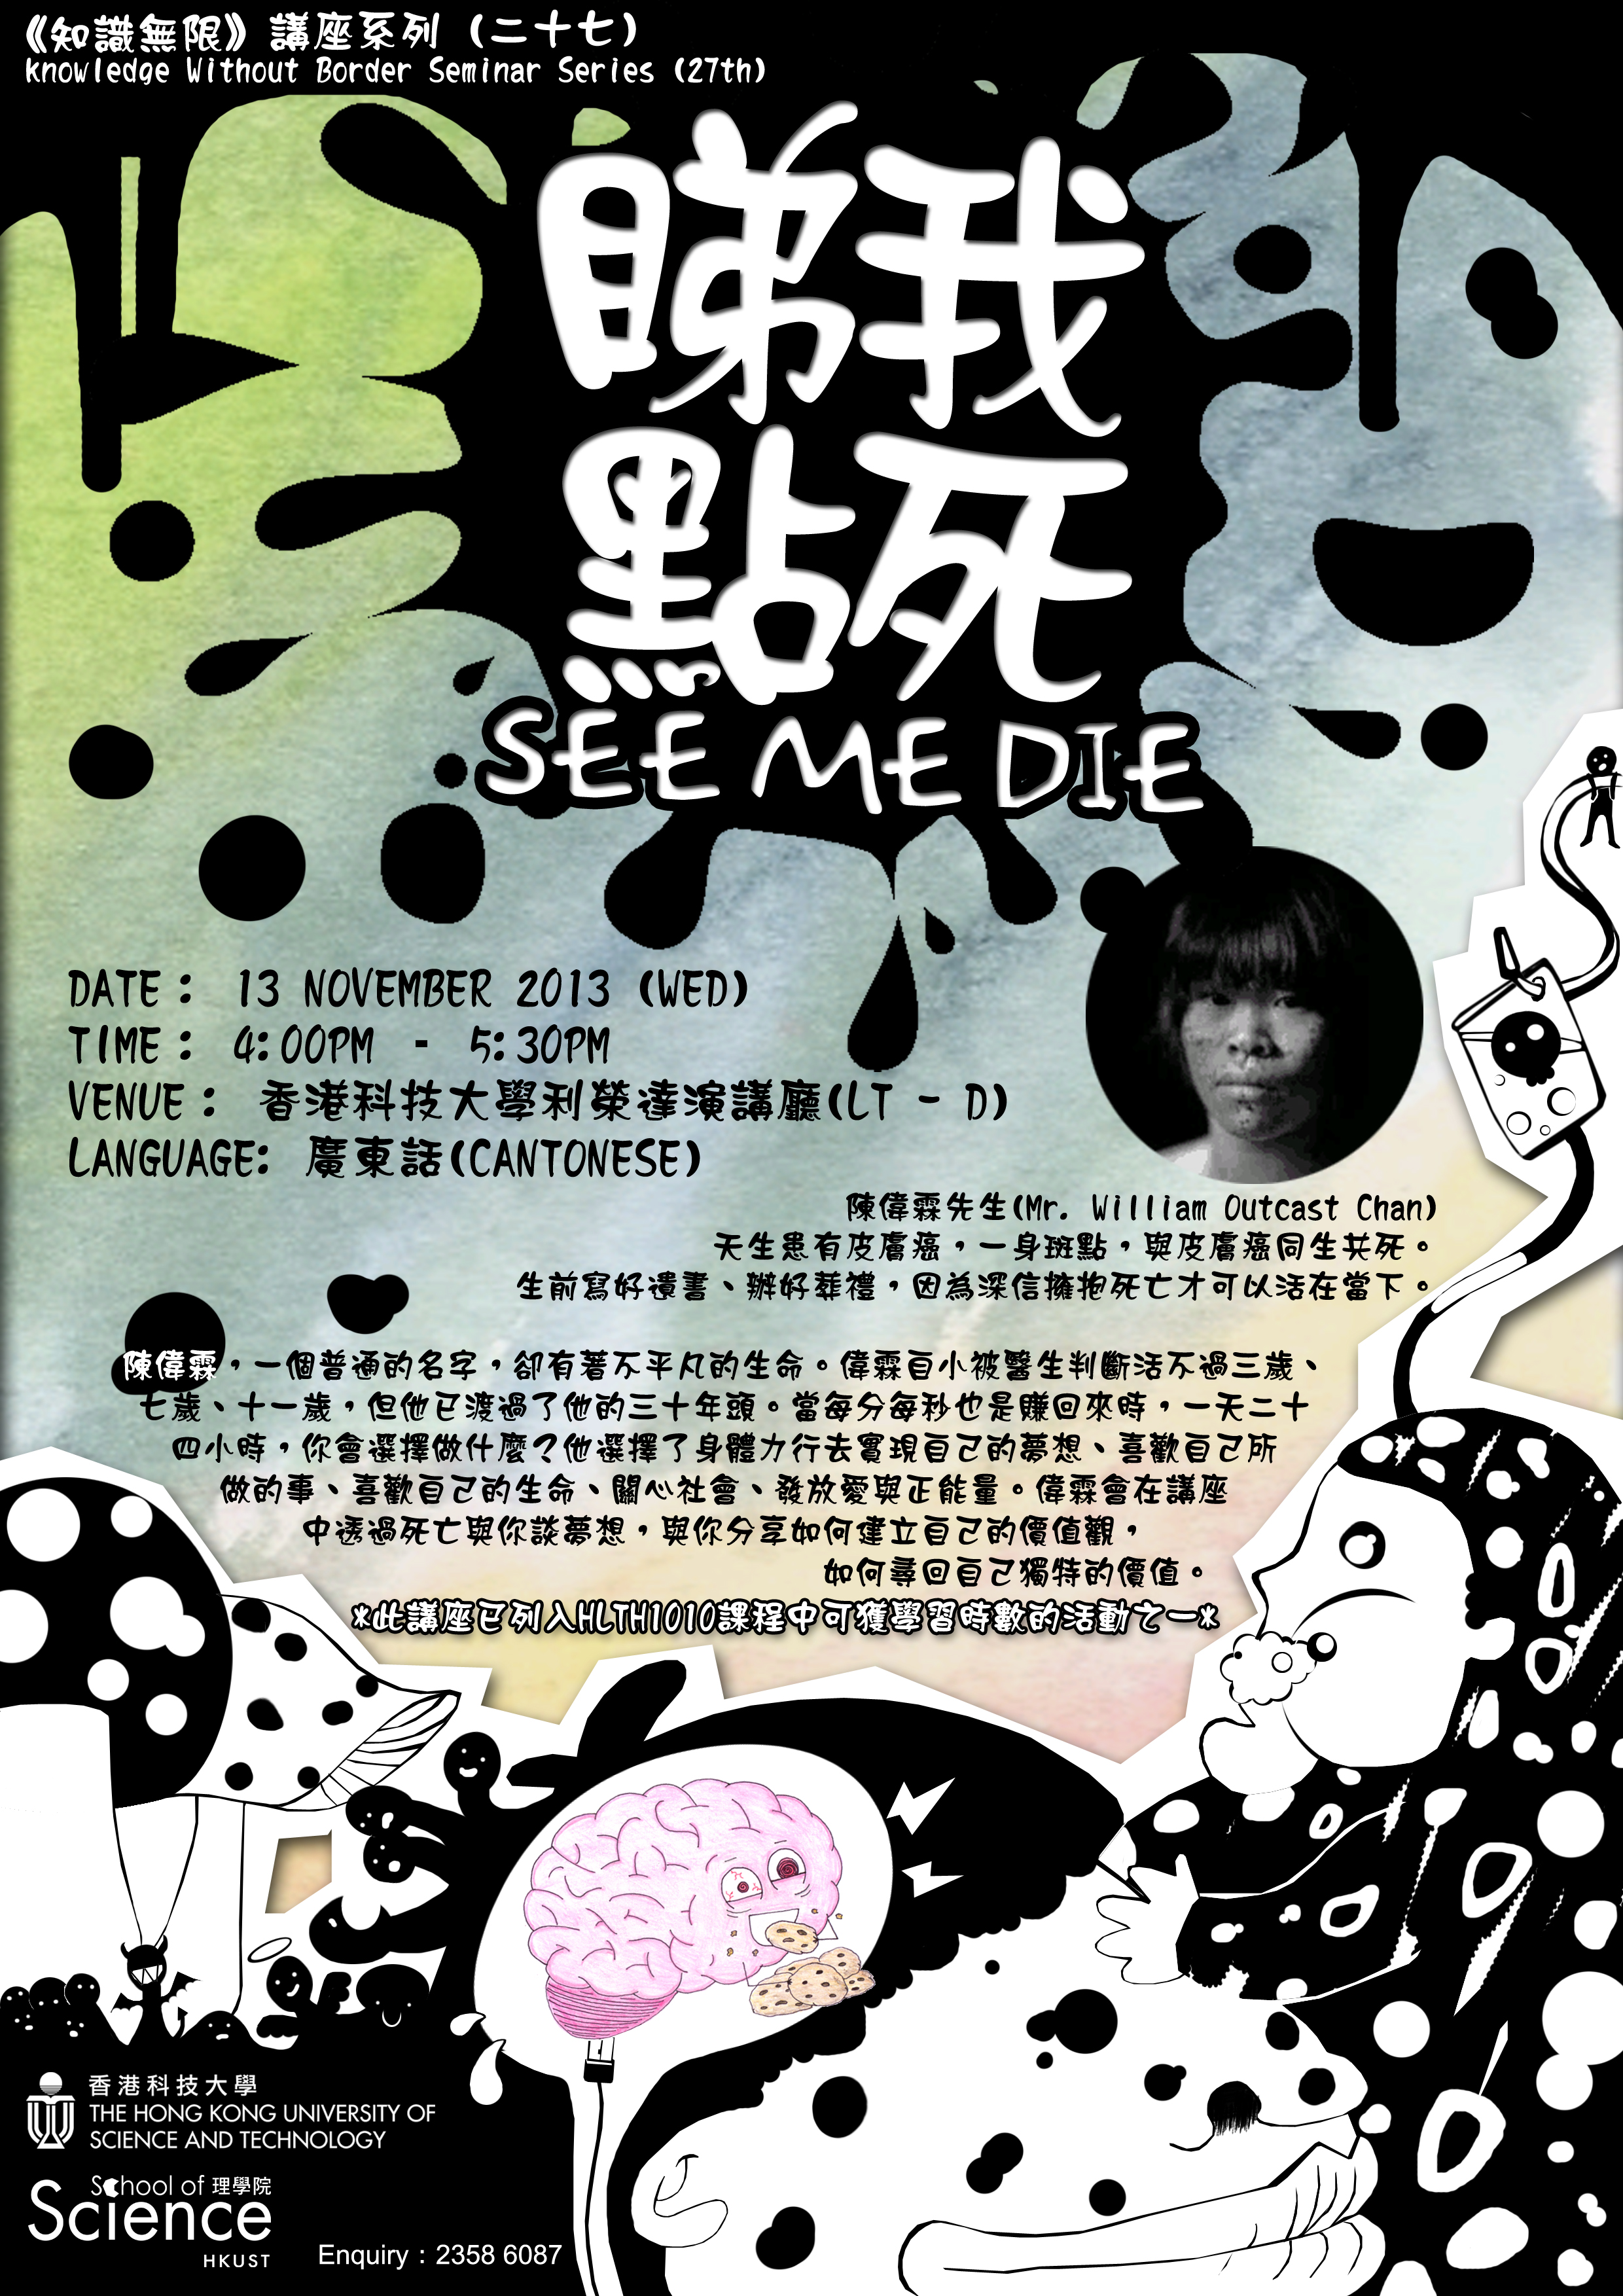 《知識無限》講座系列 (二十七)
Knowledge Without Border Seminar Series (27th)
睇我
點死
SEE ME DIE
DATE： 13 NOVEMBER 2013 (WED)
TIME： 4:00PM - 5:30PM
VENUE： 香港科技大學利榮達演講廳(LT - D)
LANGUAGE: 廣東話(CANTONESE)
陳偉霖先生(Mr. William Outcast Chan)
天生患有皮膚癌，一身斑點，與皮膚癌同生共死。
生前寫好遺書、辦好葬禮，因為深信擁抱死亡才可以活在當下。
陳偉霖，一個普通的名字，卻有著不平凡的生命。偉霖自小被醫生判斷活不過三歲、
七歲、十一歲，但他已渡過了他的三十年頭。當每分每秒也是賺回來時，一天二十
四小時，你會選擇做什麼？他選擇了身體力行去實現自己的夢想、喜歡自己所
做的事、喜歡自己的生命、關心社會、發放愛與正能量。偉霖會在講座
中透過死亡與你談夢想，與你分享如何建立自己的價值觀，
如何尋回自己獨特的價值。
*此講座已列入HLTH1010課程中可獲學習時數的活動之一*
香港科技大學
THE HONG KONG UNIVERSITY OF
SCIENCE AND TECHNOLOGY
School of 理學院
Science
HKUST
Enquiry：2358 6087